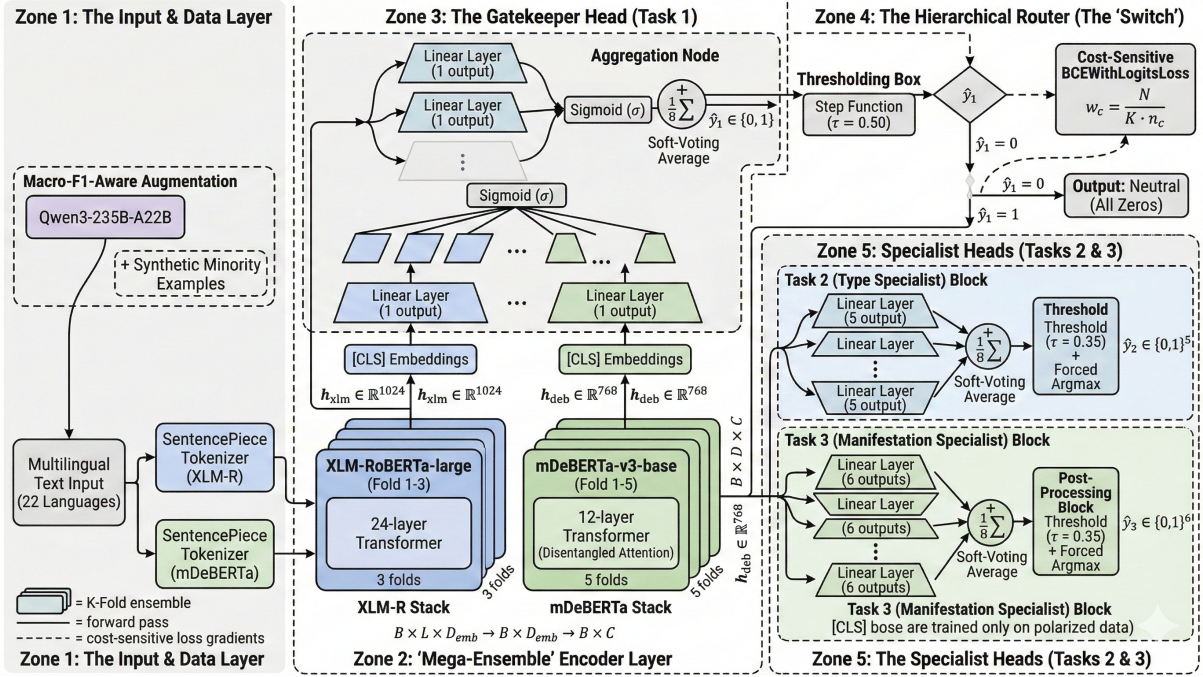 Zone 1: The Input & Data Layer
Macro-F1-Aware Augmentation
Qwen3-235B-A22B
+ Synthetic Minority
Examples
Multilingual
Text Input
(22 Languages)
SentencePiece
Tokenizer
(XLM-R)
SentencePiece
Tokenizer
(mDeBERTa)
= K-Fold ensemble
= forward pass
= cost-sensitive loss gradients
Zone 1: The Input & Data Layer
Zone 3: The Gatekeeper Head (Task 1)
Linear Layer
(1 output)
Linear Layer
(1 output)
⋮
Aggregation Node
Sigmoid (σ)
+
1/8 Σ
ŷ₁ ∈ {0, 1}
Soft-Voting
Average
Sigmoid (σ)
...
...
Linear Layer
(1 output)
...
Linear Layer
(1 output)
[CLS] Embeddings
[CLS] Embeddings
h_xlm ∈ ℝ¹⁰²⁴ h_xlm ∈ ℝ¹⁰²⁴
h_deb ∈ ℝ⁷⁶⁸ h_deb ∈ ℝ⁷⁶⁸
XLM-RoBERTa-large
(Fold 1-3)
24-layer
Transformer
3 folds
3 folds
XLM-R Stack
mDeBERTa-v3-base
(Fold 1-5)
12-layer
Transformer
(Disentangled Attention)
5 folds
5 folds
mDeBERTa Stack
B × L × D_emb → B × D_emb → B × C
Zone 2: ‘Mega-Ensemble’ Encoder Layer
B × D × C
h_deb ∈ ℝ⁷⁶⁸
Zone 4: The Hierarchical Router (The ‘Switch’)
Thresholding Box
Step Function
(τ = 0.50)
ŷ₁
Cost-Sensitive
BCEWithLogitsLoss
w_c = N / (K · n_c)
ŷ₁ = 0
ŷ₁ = 0
ŷ₁ = 1
Output: Neutral
(All Zeros)
Zone 5: Specialist Heads (Tasks 2 & 3)
Task 2 (Type Specialist) Block
Linear Layer
(5 output)
Linear Layer
⋮
Linear Layer
(5 output)
+
1/8 Σ
Soft-Voting
Average
Threshold
Threshold
(τ = 0.35)
+
Forced
Argmax
ŷ₂ ∈ {0,1}⁵
Task 3 (Manifestation Specialist) Block
Linear Layer
(6 outputs)
Linear Layer
(6 outputs)
⋮
Linear Layer
(6 outputs)
+
1/8 Σ
Soft-Voting
Average
Post-
Processing
Block
Threshold
(τ = 0.35)
+ Forced
Argmax
ŷ₃ ∈ {0,1}⁶
Task 3 (Manifestation Specialist) Block
[CLS] bose are trained only on polarized data)
Zone 5: The Specialist Heads (Tasks 2 & 3)